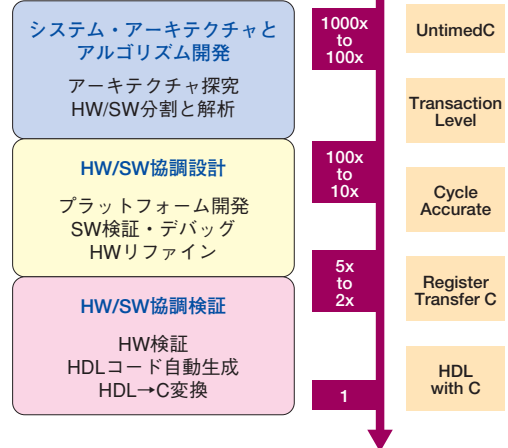 システム・アーキテクチャと
アルゴリズム開発
アーキテクチャ探究
HW/SW分割と解析
HW/SW協調設計
プラットフォーム開発
SW検証・デバッグ
HWリファイン
HW/SW協調検証
HW検証
HDLコード自動生成
HDL→C変換
1000x
to
100x
100x
to
10x
5x
to
2x
1
UntimedC
Transaction
Level
Cycle
Accurate
Register
Transfer C
HDL
with C